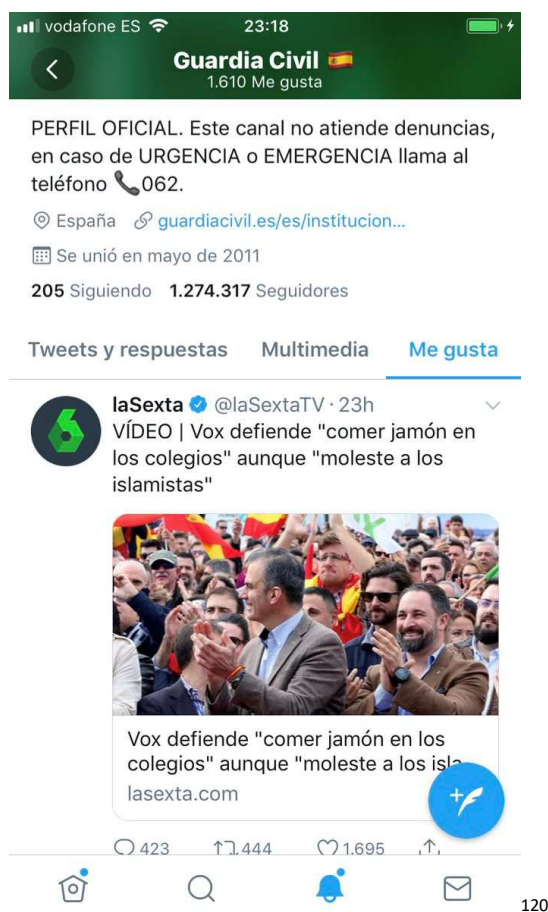 vodafone ES
23:18
Guardia Civil
1.610 Me gusta
PERFIL OFICIAL. Este canal no atiende denuncias,
en caso de URGENCIA o EMERGENCIA llama al
teléfono 📞062.
España guardiacivil.es/es/institucion...
Se unió en mayo de 2011
205 Siguiendo 1.274.317 Seguidores
Tweets y respuestas Multimedia Me gusta
laSexta @laSextaTV · 23h
VÍDEO | Vox defiende "comer jamón en
los colegios" aunque "moleste a los
islamistas"
Vox defiende "comer jamón en los
colegios" aunque "moleste a los isla
lasexta.com
423 444 1.695
120